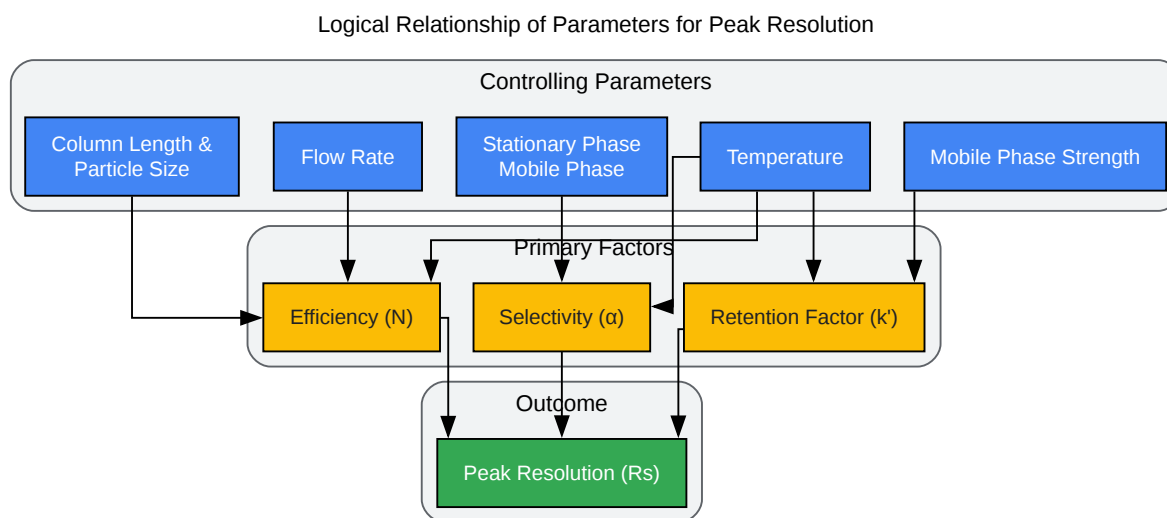 Logical Relationship of Parameters for Peak Resolution
Controlling Parameters
Column Length &
Particle Size
Flow Rate
Stationary Phase
Mobile Phase
Temperature
Mobile Phase Strength
Primary Factors
Efficiency (N)
Selectivity (α)
Retention Factor (k')
Outcome
Peak Resolution (Rs)